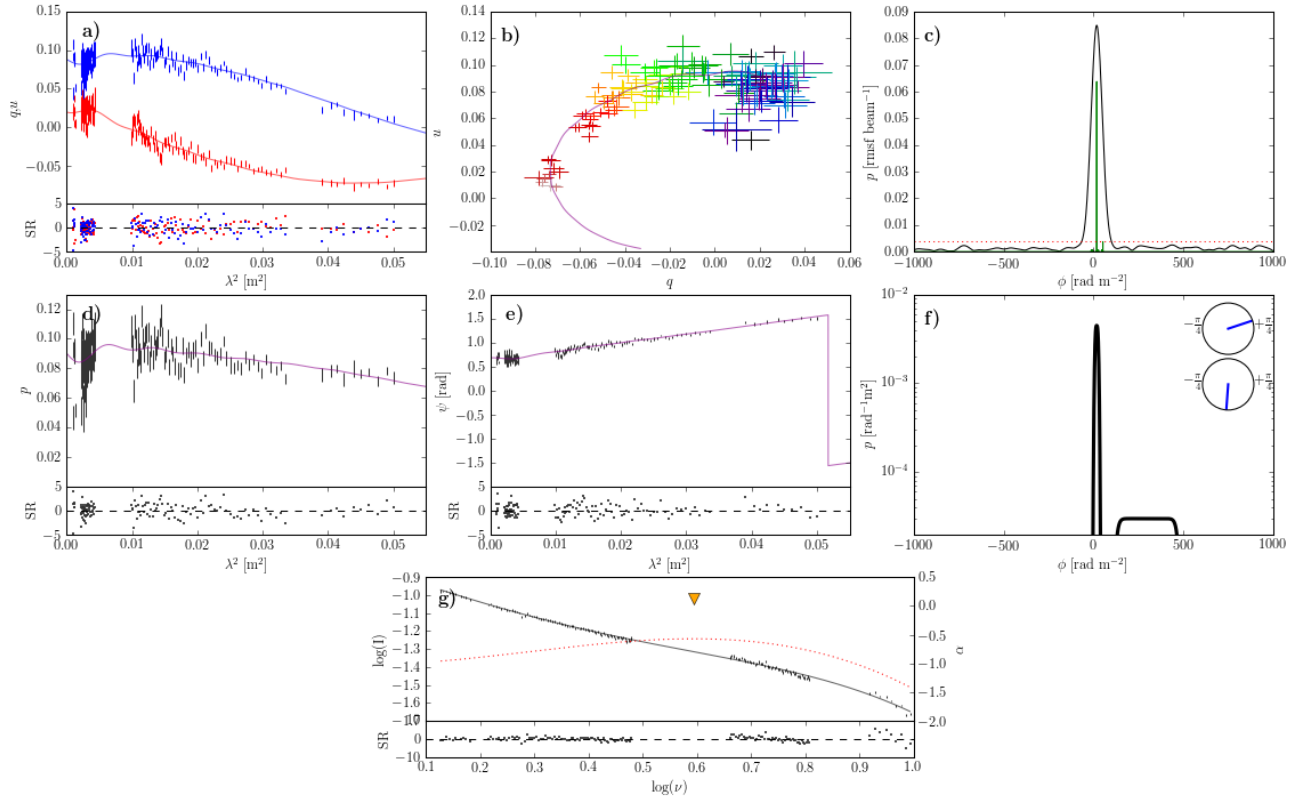 a)
q,u
0.15
0.10
0.05
0.00
−0.05
5
SR
0
−5
0.00 0.01 0.02 0.03 0.04 0.05
λ² [m²]
b)
u
0.12
0.10
0.08
0.06
0.04
0.02
0.00
−0.02
−0.10 −0.08 −0.06 −0.04 −0.02 0.00 0.02 0.04 0.06
q
c)
p [rmsf beam⁻¹]
0.09
0.08
0.07
0.06
0.05
0.04
0.03
0.02
0.01
0.00
−1000 −500 0 500 1000
ϕ [rad m⁻²]
d)
p
0.12
0.10
0.08
0.06
0.04
0.02
0.00
5
SR
0
−5
0.00 0.01 0.02 0.03 0.04 0.05
λ² [m²]
e)
ψ [rad]
2.0
1.5
1.0
0.5
0.0
−0.5
−1.0
−1.5
5
SR
0
−5
0.00 0.01 0.02 0.03 0.04 0.05
λ² [m²]
f)
p [rad⁻¹m²]
10⁻²
10⁻³
10⁻⁴
−π/4 +π/4
−π/4 +π/4
−1000 −500 0 500 1000
ϕ [rad m⁻²]
g)
log(I)
−0.9
−1.0
−1.1
−1.2
−1.3
−1.4
−1.5
−1.6
α
0.5
0.0
−0.5
−1.0
−1.5
−2.0
SR
0
−10
0.1 0.2 0.3 0.4 0.5 0.6 0.7 0.8 0.9 1.0
log(ν)